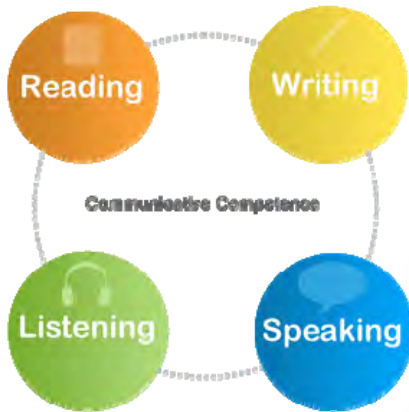 Reading
Writing
Communicative Competence
Listening
Speaking